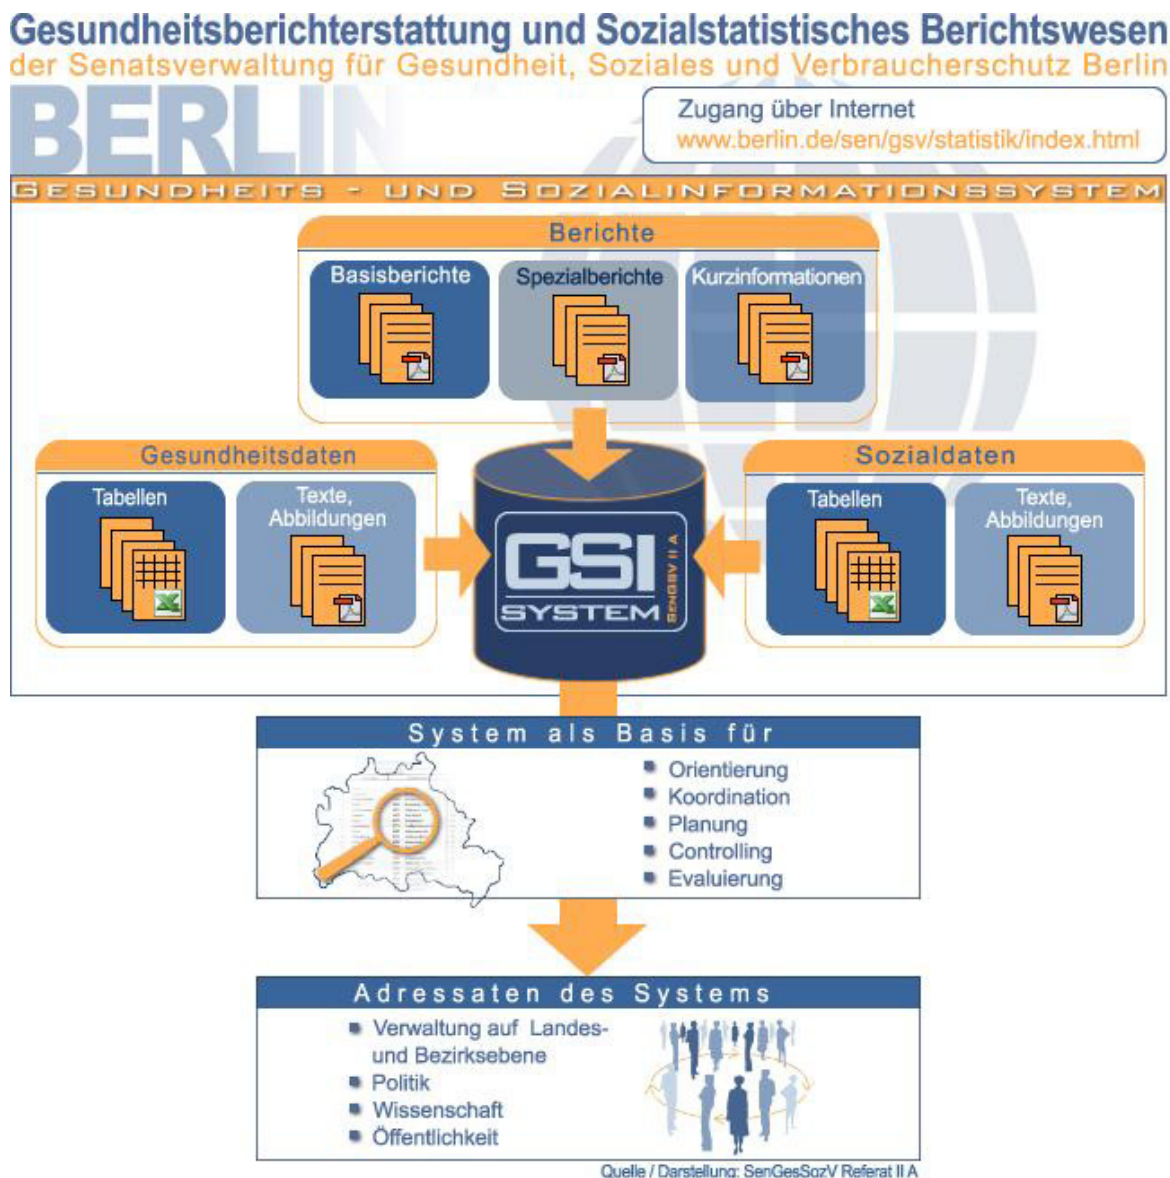 Gesundheitsberichterstattung und Sozialstatistisches Berichtswesen
der Senatsverwaltung für Gesundheit, Soziales und Verbraucherschutz Berlin
BERLIN
Zugang über Internet
www.berlin.de/sen/gsv/statistik/index.html
GESUNDHEITS - UND SOZIALINFORMATIONSSYSTEM
Berichte
Basisberichte
Spezialberichte
Kurzinformationen
Gesundheitsdaten
Tabellen
Texte,
Abbildungen
GSI
SYSTEM
SENGSV II A
Sozialdaten
Tabellen
Texte,
Abbildungen
System als Basis für
Orientierung
Koordination
Planung
Controlling
Evaluierung
Adressaten des Systems
Verwaltung auf Landes-
und Bezirksebene
Politik
Wissenschaft
Öffentlichkeit
Quelle / Darstellung: SenGesSozV Referat II A